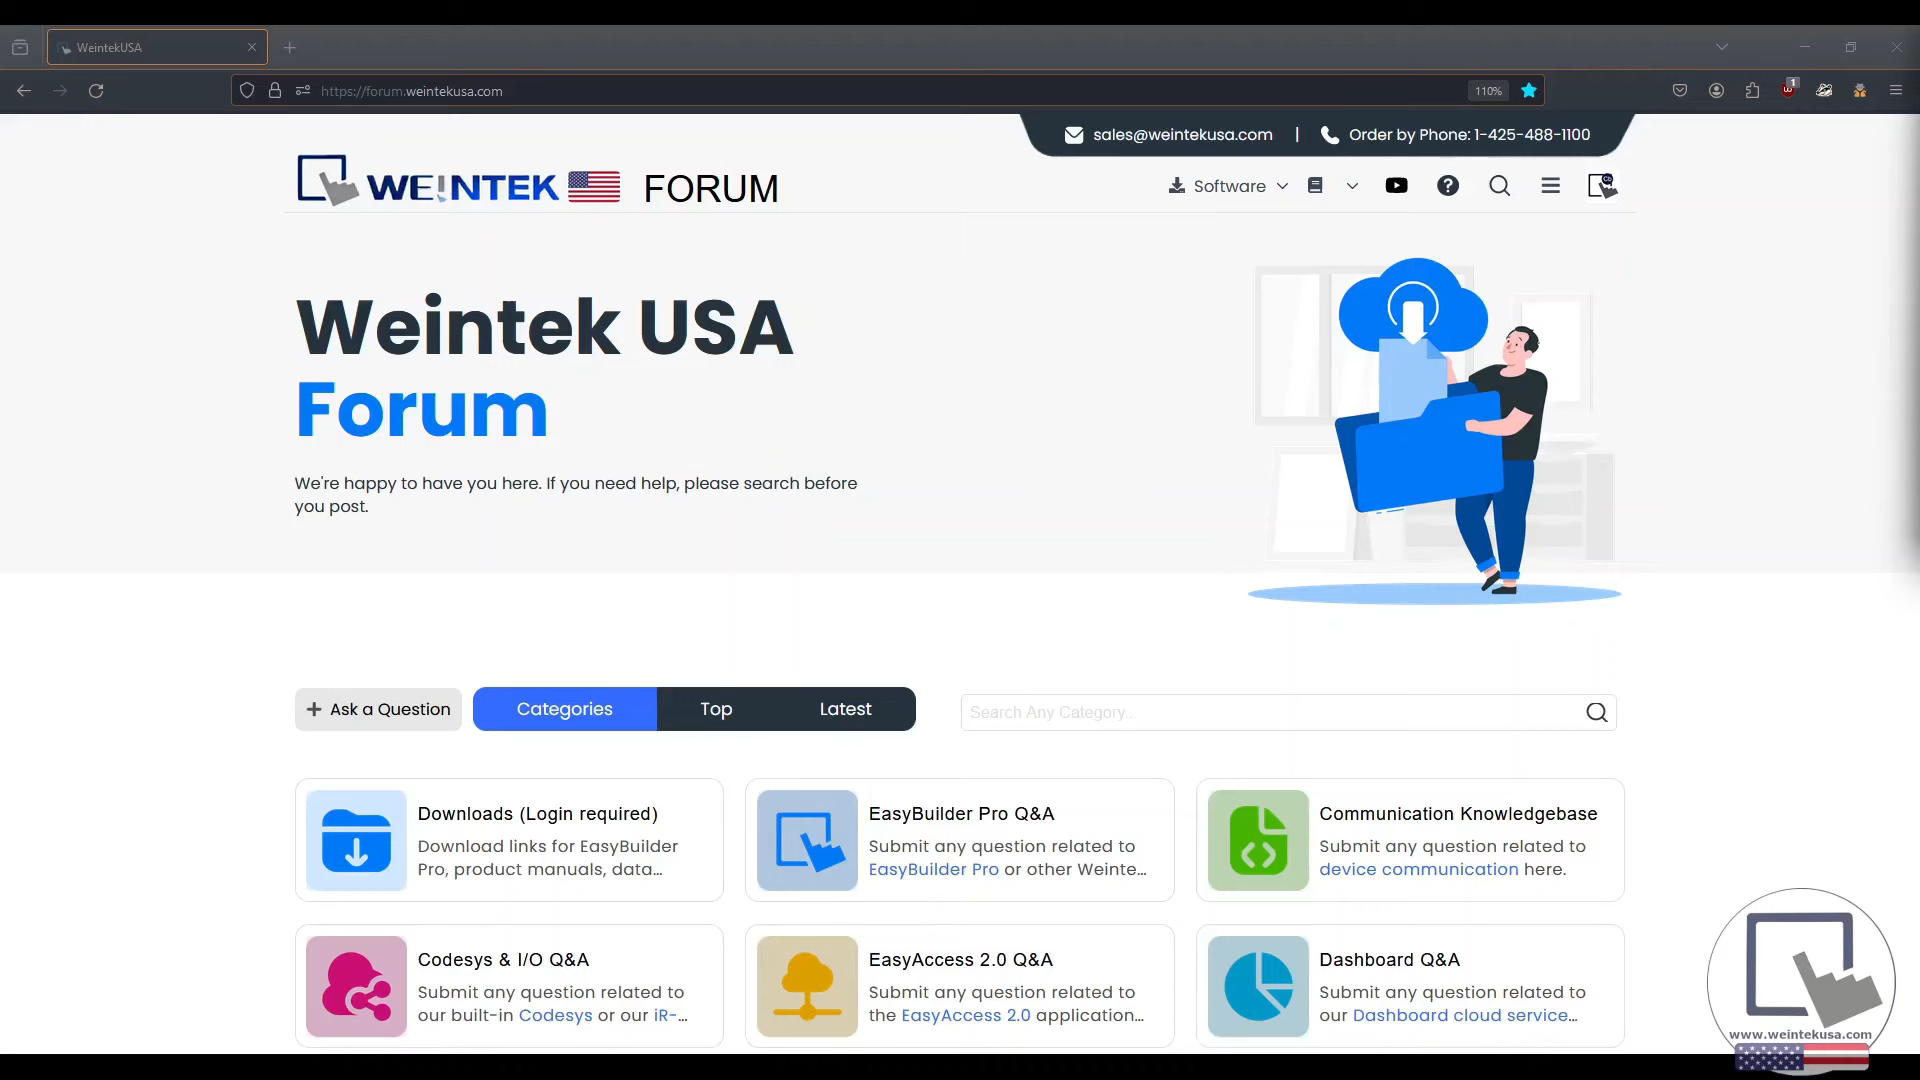 WeintekUSA
https://forum.weintekusa.com
110%
1
sales@weintekusa.com | Order by Phone: 1-425-488-1100
WEINTEK FORUM
Software
Weintek USA
Forum
We're happy to have you here. If you need help, please search before
you post.
+ Ask a Question
Categories
Top
Latest
Search Any Category..
Downloads (Login required)
Download links for EasyBuilder
Pro, product manuals, data...
EasyBuilder Pro Q&A
Submit any question related to
EasyBuilder Pro or other Weinte...
Communication Knowledgebase
Submit any question related to
device communication here.
Codesys & I/O Q&A
Submit any question related to
our built-in Codesys or our iR-...
EasyAccess 2.0 Q&A
Submit any question related to
the EasyAccess 2.0 application...
Dashboard Q&A
Submit any question related to
our Dashboard cloud service...
www.weintekusa.com